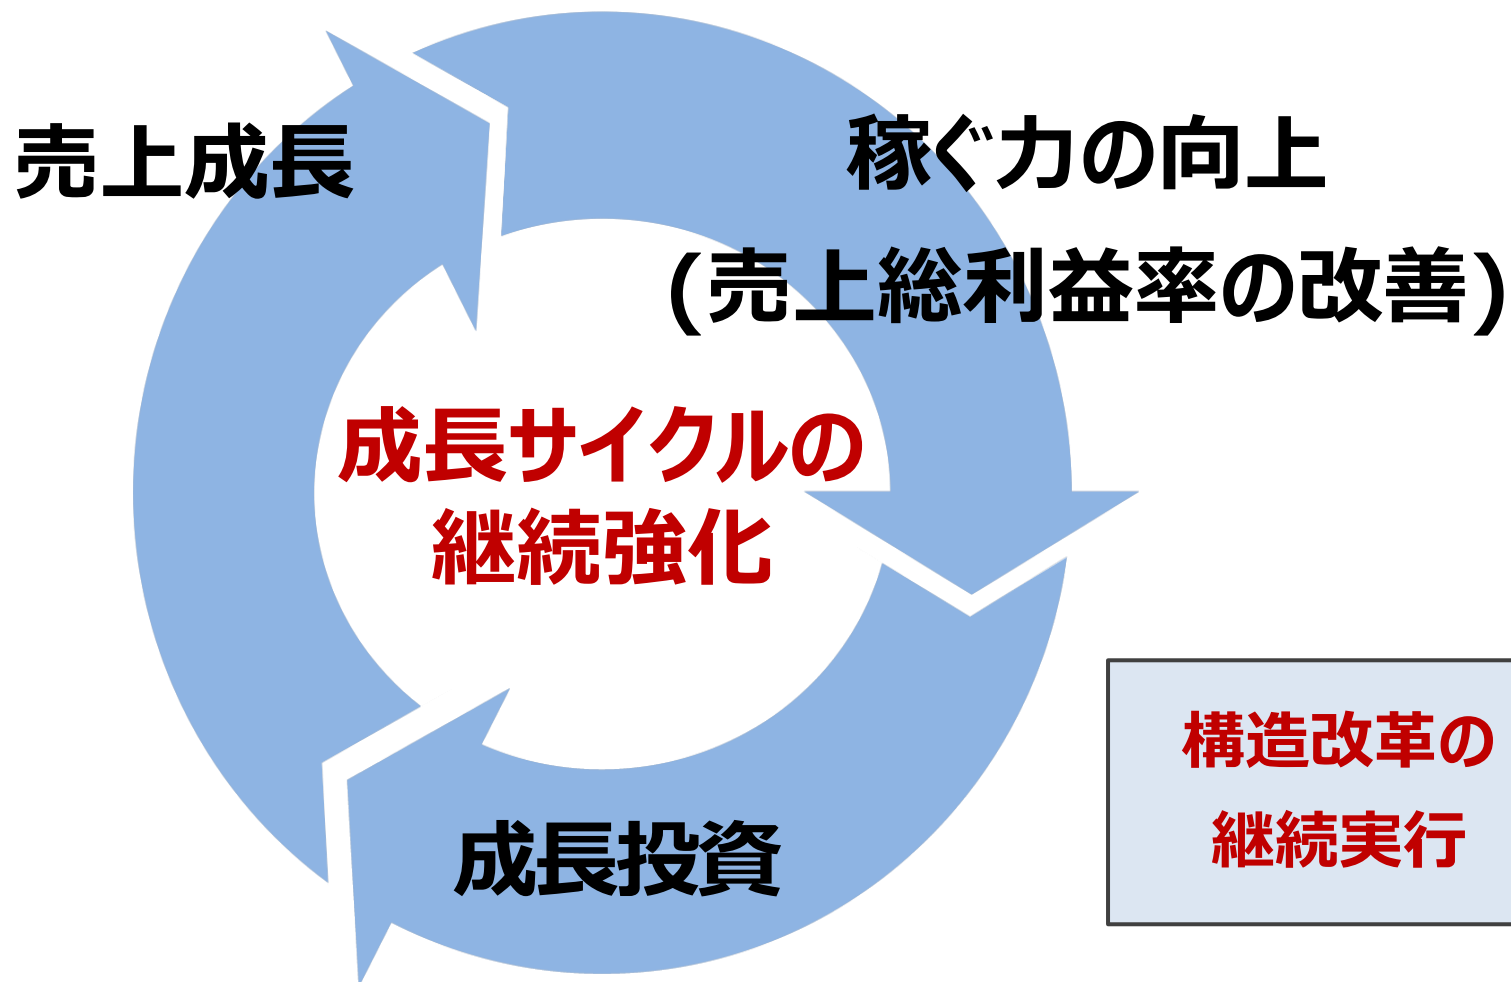 売上成長
稼ぐ力の向上
(売上総利益率の改善)
成長サイクルの
継続強化
成長投資
構造改革の
継続実行